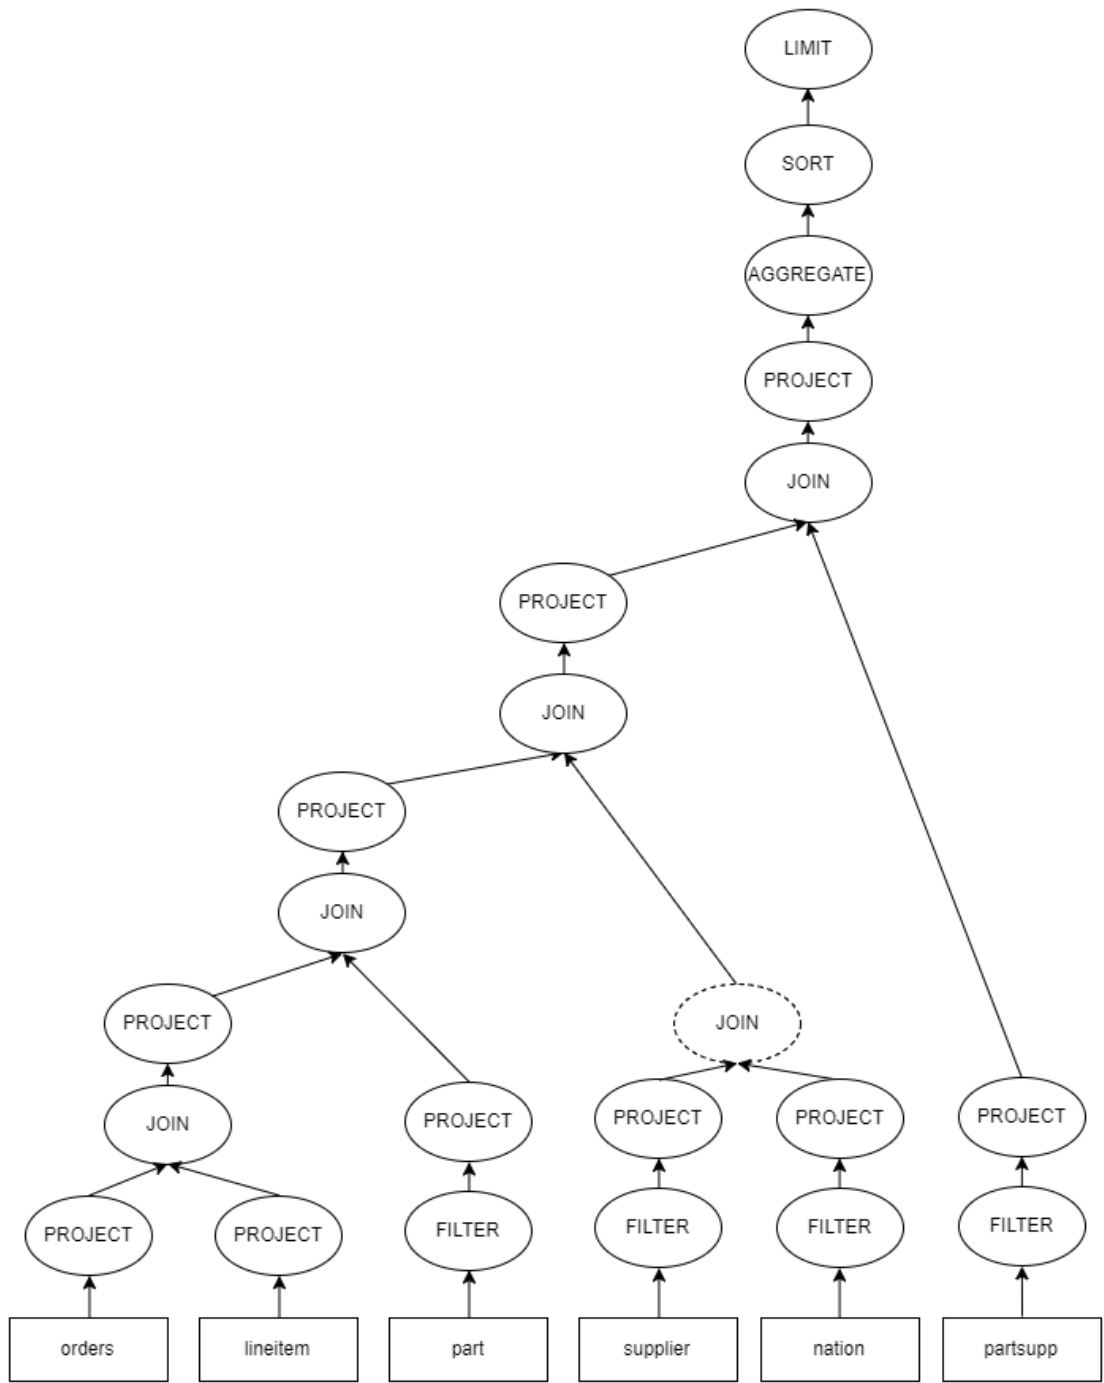 LIMIT
SORT
AGGREGATE
PROJECT
JOIN
PROJECT
JOIN
PROJECT
JOIN
PROJECT
JOIN
JOIN
PROJECT
PROJECT
PROJECT
PROJECT
PROJECT
PROJECT
FILTER
FILTER
FILTER
FILTER
orders
lineitem
part
supplier
nation
partsupp